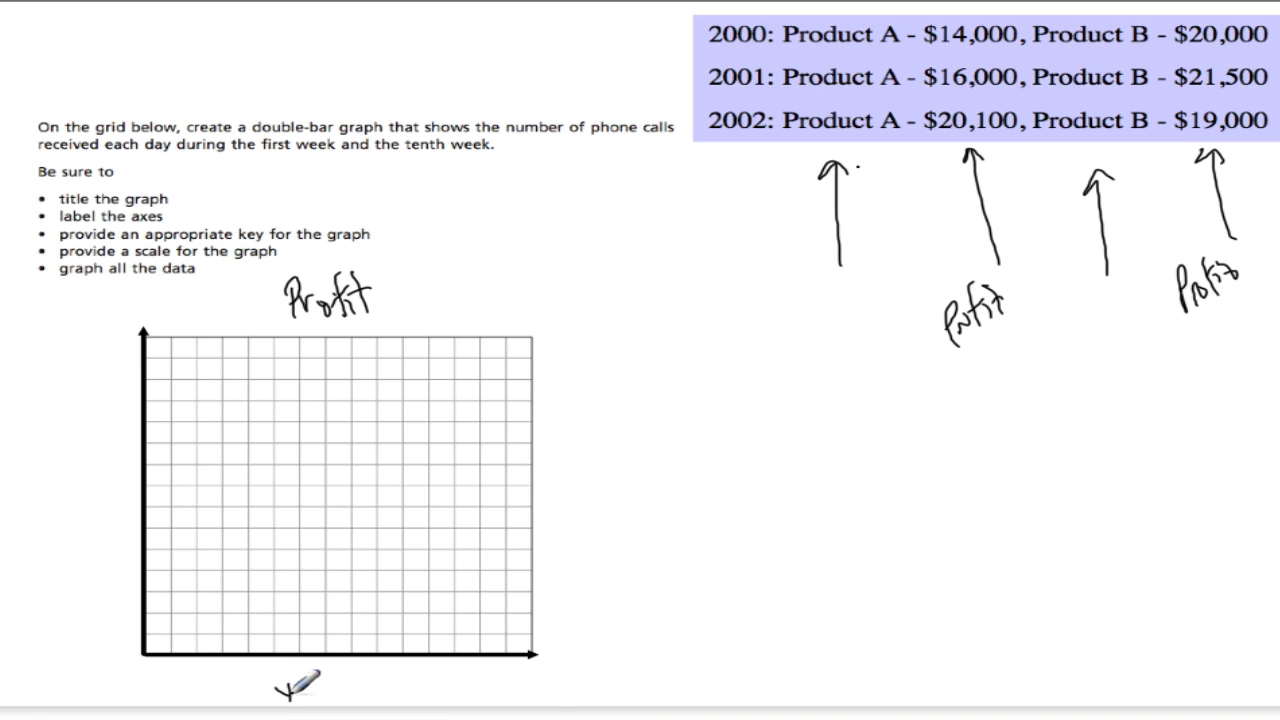 2000: Product A - $14,000, Product B - $20,000
2001: Product A - $16,000, Product B - $21,500
2002: Product A - $20,100, Product B - $19,000
On the grid below, create a double-bar graph that shows the number of phone calls
received each day during the first week and the tenth week.
Be sure to
• title the graph
• label the axes
• provide an appropriate key for the graph
• provide a scale for the graph
• graph all the data
Profit
Profit
Profit